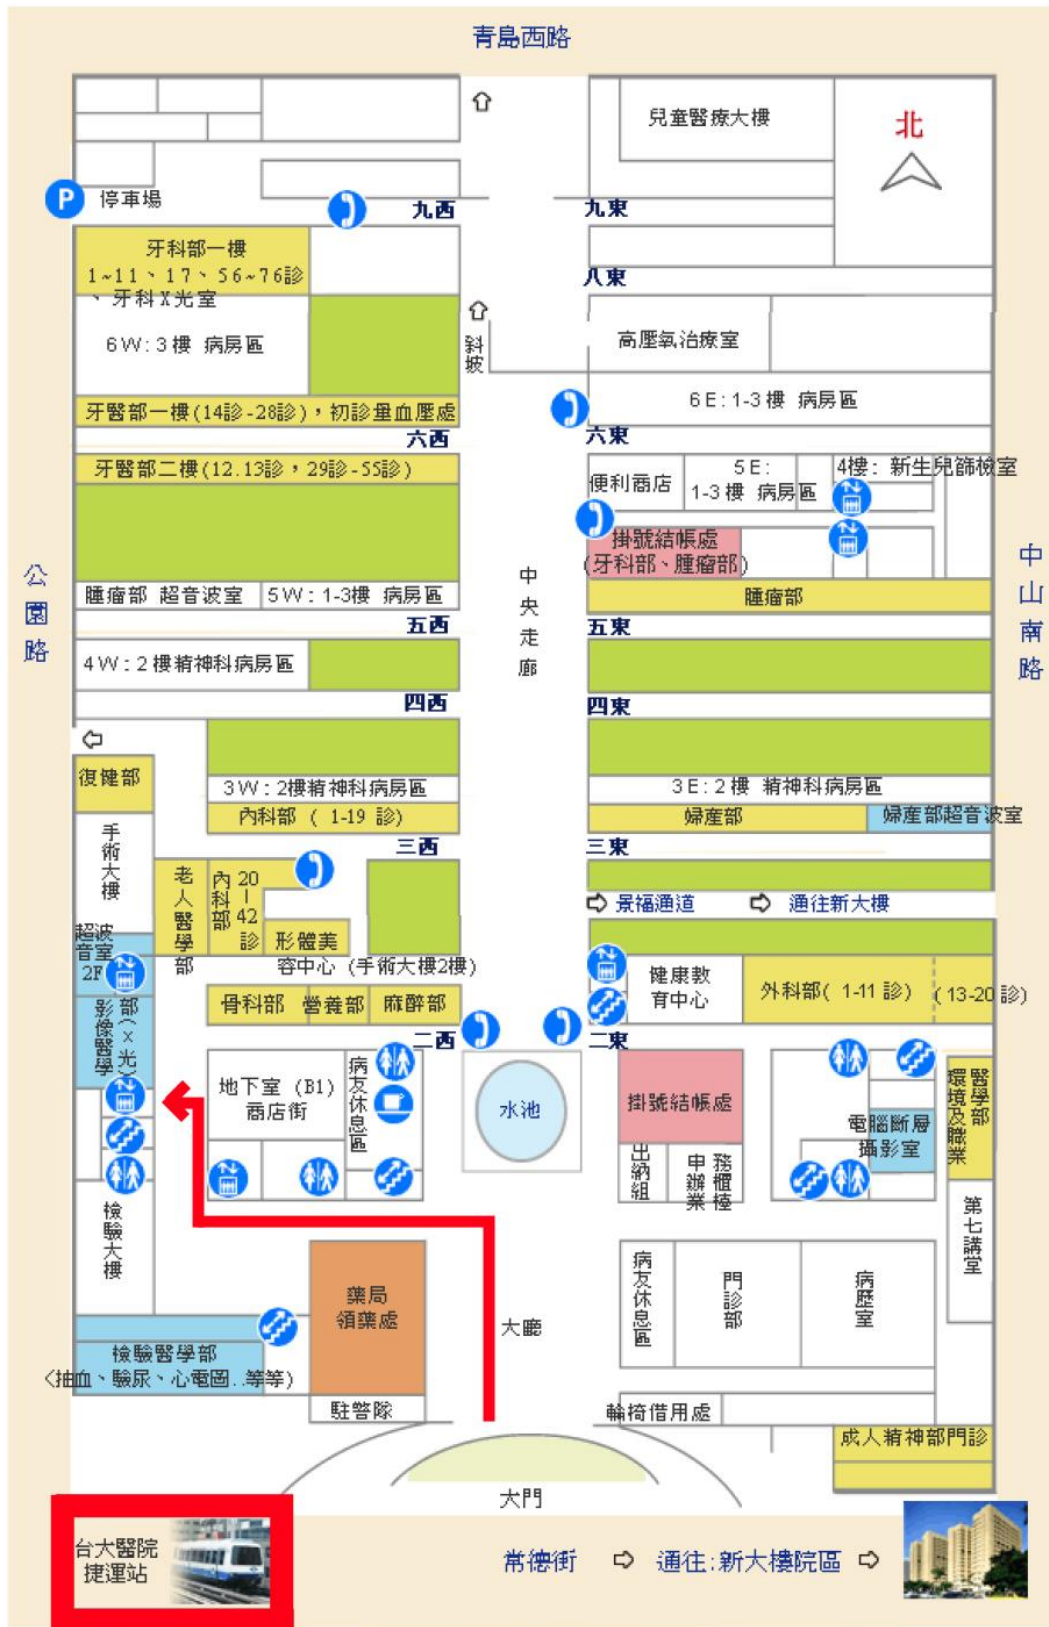 青島西路
兒童醫療大樓
北
P
停車場
九西
九東
牙科部一樓
1~11、17、56~76診
、牙科X光室
八東
6W:3樓 病房區
斜坡
高壓氧治療室
6E:1-3樓 病房區
牙醫部一樓(14診-28診)，初診量血壓處
六西
六東
牙醫部二樓(12.13診，29診-55診)
便利商店
5E:
1-3樓 病房區
4樓: 新生兒篩檢室
掛號結帳處
(牙科部、腫瘤部)
公園路
中央走廊
中山南路
腫瘤部 超音波室
5W:1-3樓 病房區
腫瘤部
五西
五東
4W:2樓精神科病房區
四西
四東
復健部
3W:2樓精神科病房區
3E:2樓 精神科病房區
內科部 ( 1-19 診)
婦產部
婦產部超音波室
手術大樓
三西
三東
老人醫學部
內科部
20-42診
景福通道
通往新大樓
超音波室
2F
形體美
容中心 (手術大樓2樓)
健康教
育中心
外科部( 1-11 診)
(13-20診)
影像醫學部(X光)
骨科部
營養部
麻醉部
二西
二東
地下室 (B1)
商店街
病友休息區
水池
掛號結帳處
電腦斷層
攝影室
環境及職業醫學部
出納組
申辦業務櫃檯
檢驗大樓
第七講堂
藥局
領藥處
大廳
病友休息區
門診部
病歷室
檢驗醫學部
〈抽血、驗尿、心電圖..等等)
駐警隊
輪椅借用處
成人精神部門診
大門
台大醫院
捷運站
常德街
通往:新大樓院區